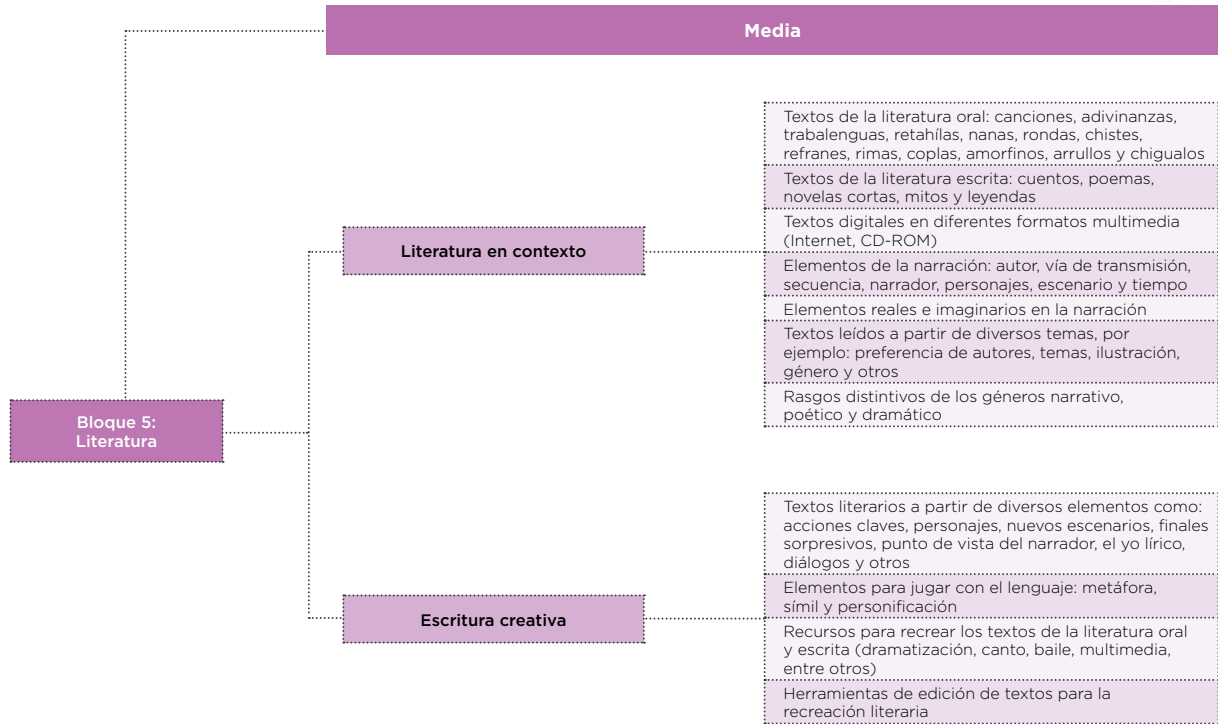 Media
Bloque 5:
Literatura
Literatura en contexto
Textos de la literatura oral: canciones, adivinanzas,
trabalenguas, retahílas, nanas, rondas, chistes,
refranes, rimas, coplas, amorfinos, arrullos y chigualos
Textos de la literatura escrita: cuentos, poemas,
novelas cortas, mitos y leyendas
Textos digitales en diferentes formatos multimedia
(Internet, CD-ROM)
Elementos de la narración: autor, vía de transmisión,
secuencia, narrador, personajes, escenario y tiempo
Elementos reales e imaginarios en la narración
Textos leídos a partir de diversos temas, por
ejemplo: preferencia de autores, temas, ilustración,
género y otros
Rasgos distintivos de los géneros narrativo,
poético y dramático
Escritura creativa
Textos literarios a partir de diversos elementos como:
acciones claves, personajes, nuevos escenarios, finales
sorpresivos, punto de vista del narrador, el yo lírico,
diálogos y otros
Elementos para jugar con el lenguaje: metáfora,
símil y personificación
Recursos para recrear los textos de la literatura oral
y escrita (dramatización, canto, baile, multimedia,
entre otros)
Herramientas de edición de textos para la
recreación literaria